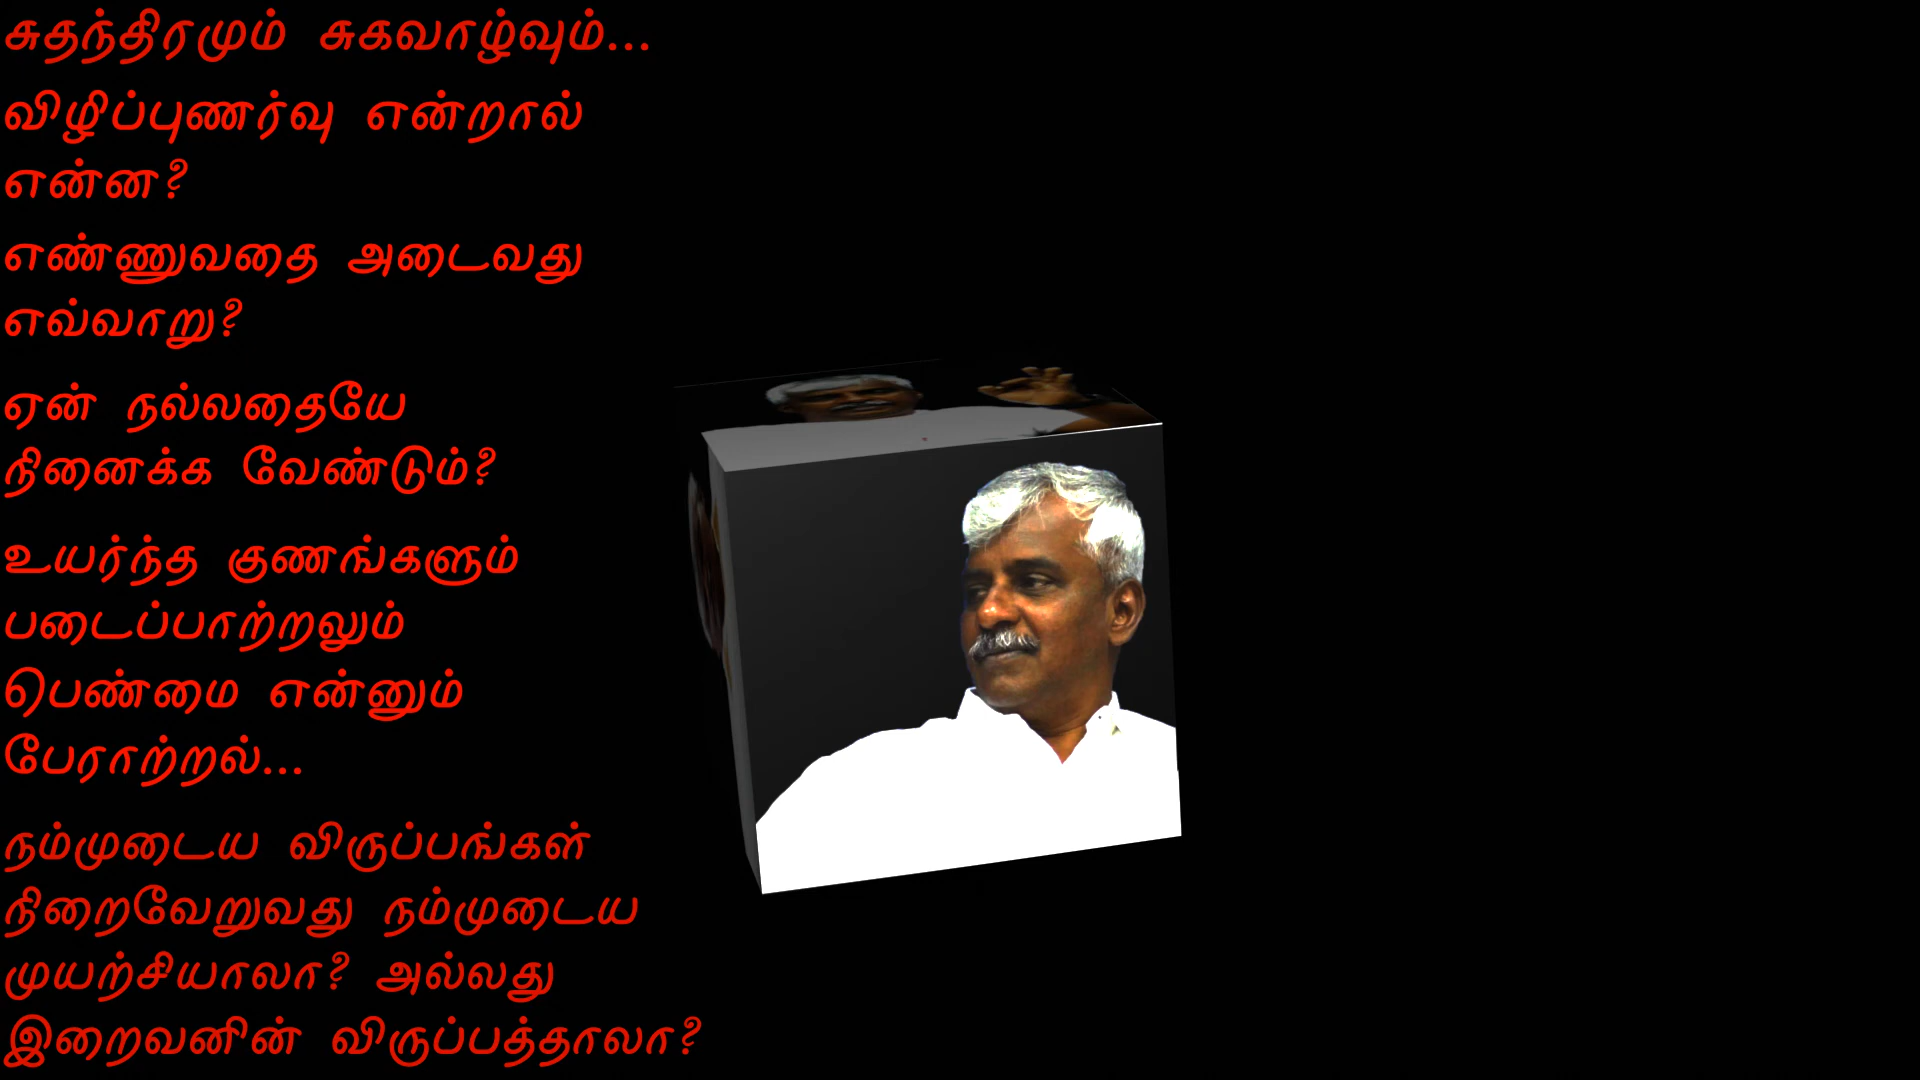 சுதந்திரமும் சுகவாழ்வும்...
விழிப்புணர்வு என்றால்
என்ன?
எண்ணுவதை அடைவது
எவ்வாறு?
ஏன் நல்லதையே
நினைக்க வேண்டும்?
உயர்ந்த குணங்களும்
படைப்பாற்றலும்
பெண்மை என்னும்
பேராற்றல்...
நம்முடைய விருப்பங்கள்
நிறைவேறுவது நம்முடைய
முயற்சியாலா? அல்லது
இறைவனின் விருப்பத்தாலா?